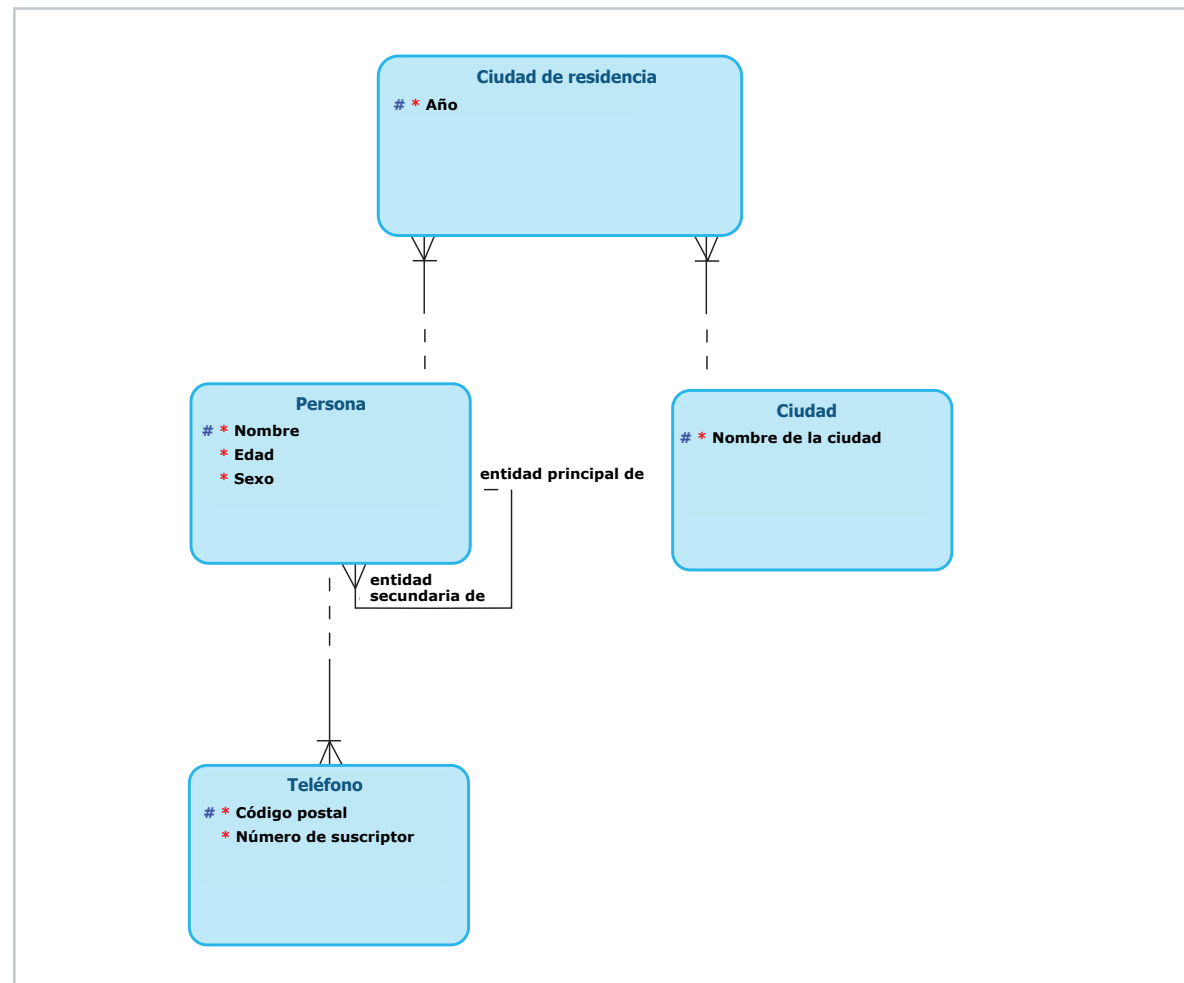 Ciudad de residencia
# * Año
Persona
# * Nombre
* Edad
* Sexo
Ciudad
# * Nombre de la ciudad
entidad principal de
entidad
secundaria de
Teléfono
# * Código postal
* Número de suscriptor